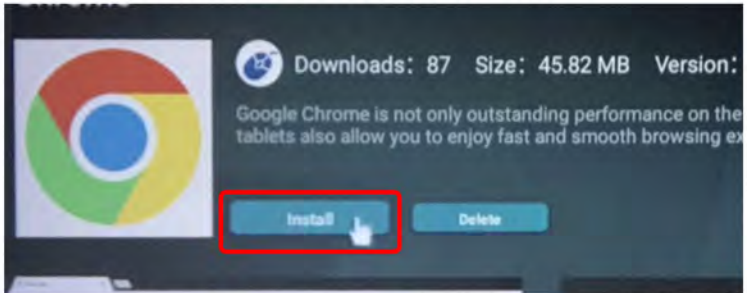 Chrome
Downloads: 87 Size: 45.82 MB Version:
Google Chrome is not only outstanding performance on the
tablets also allow you to enjoy fast and smooth browsing ex
Install
Delete